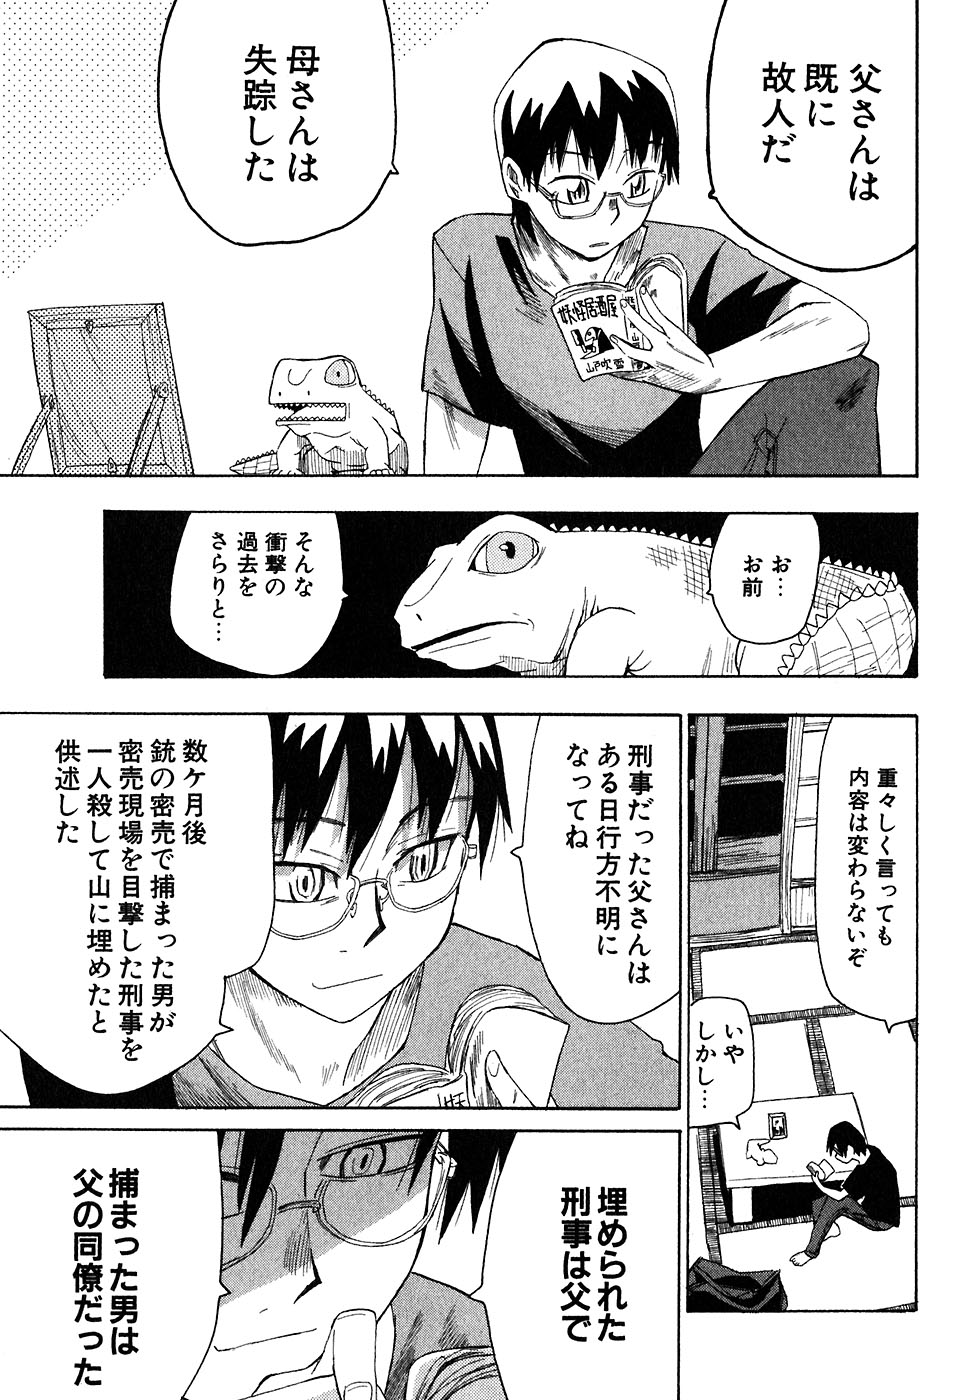 父さんは
既に
故人だ
母さんは
失踪した
妖怪居酒屋
山戸吹雪
お…
お前
そんな
衝撃の
過去を
さらりと…
重々しく言っても
内容は変わらないぞ
いや
しかし…
刑事だった父さんは
ある日行方不明に
なってね
数ケ月後
銃の密売で捕まった男が
密売現場を目撃した刑事を
一人殺して山に埋めたと
供述した
埋められた
刑事は父で
捕まった男は
父の同僚だった